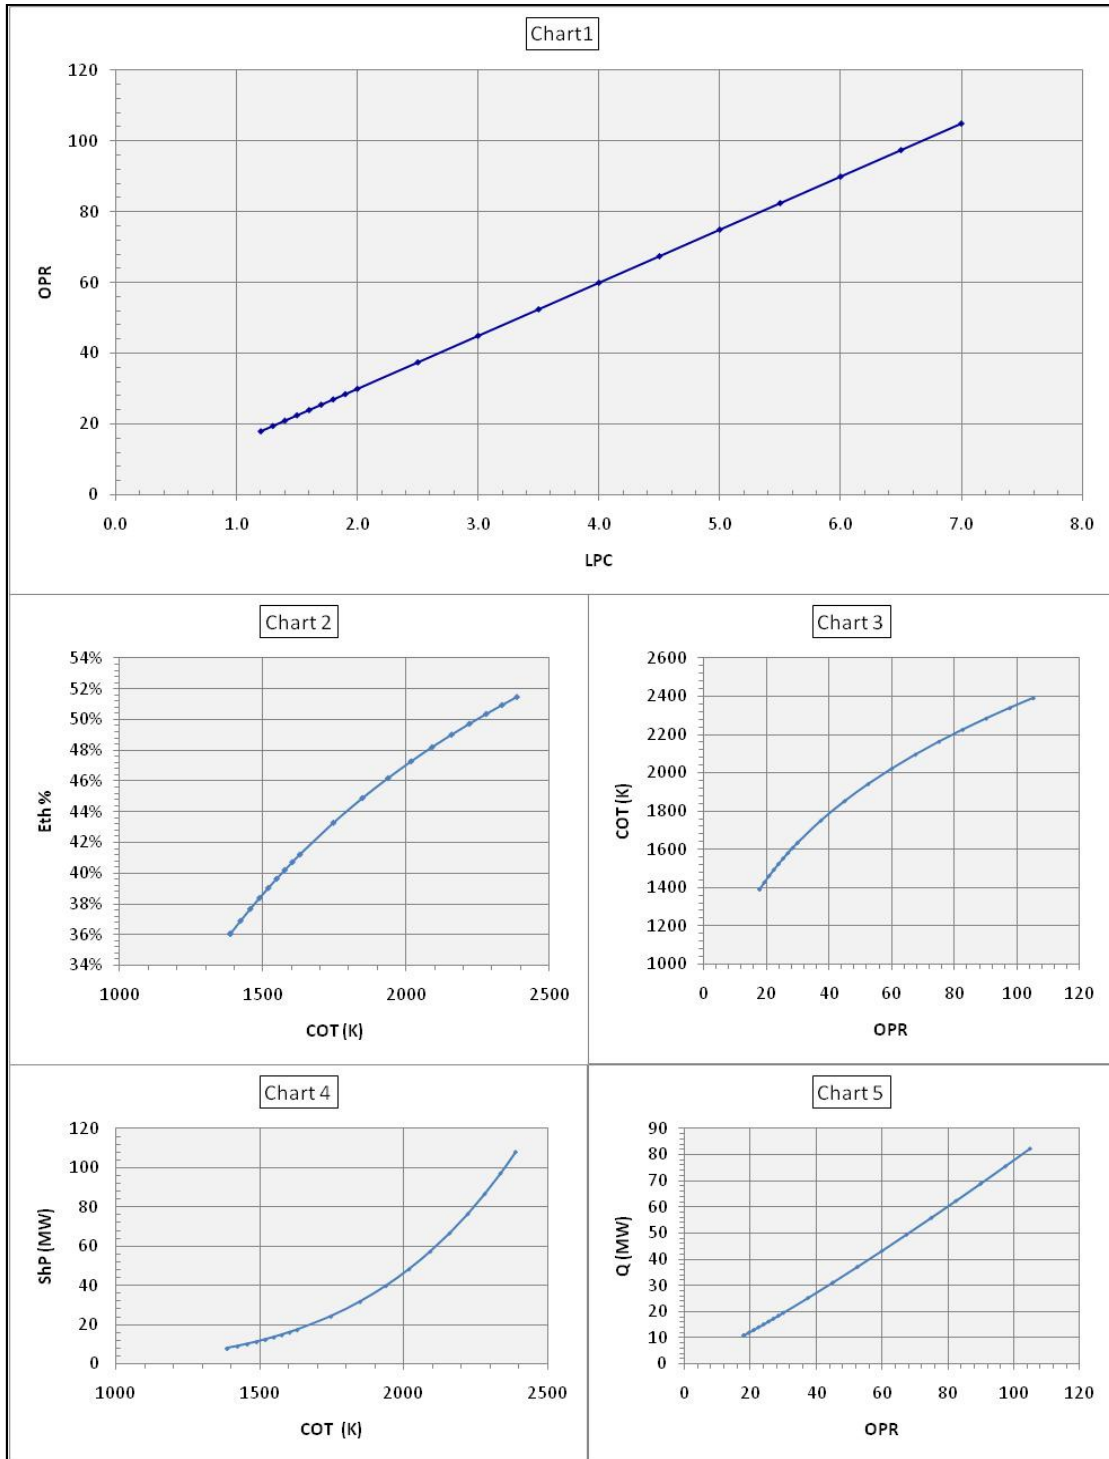 Chart1
120
100
80
60
40
20
0
OPR
0.0 1.0 2.0 3.0 4.0 5.0 6.0 7.0 8.0
LPC
Chart 2
54%
52%
50%
48%
46%
44%
42%
40%
38%
36%
34%
Eth %
1000 1500 2000 2500
COT (K)
Chart 3
2600
2400
2200
2000
1800
1600
1400
1200
1000
COT (K)
0 20 40 60 80 100 120
OPR
Chart 4
120
100
80
60
40
20
0
ShP (MW)
1000 1500 2000 2500
COT (K)
Chart 5
90
80
70
60
50
40
30
20
10
0
Q (MW)
0 20 40 60 80 100 120
OPR